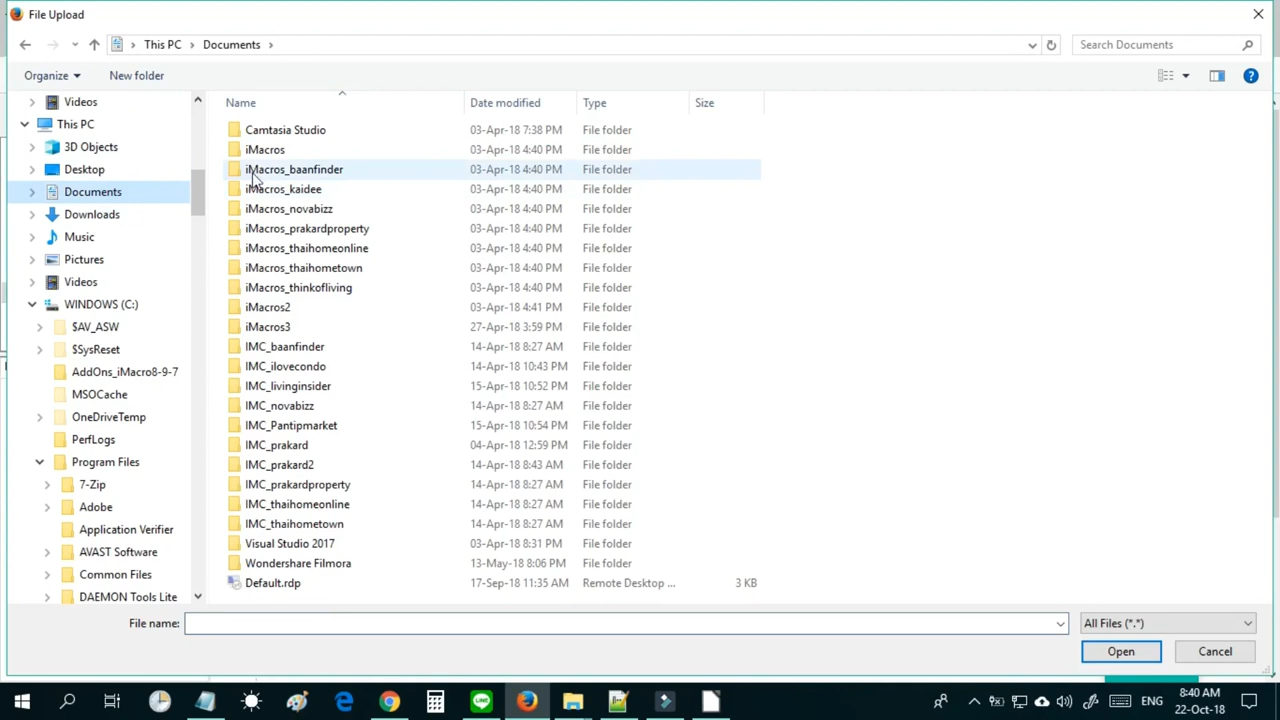 File Upload
This PC > Documents >
Search Documents
Organize
New folder
Name
Date modified
Type
Size
Videos
This PC
3D Objects
Desktop
Documents
Downloads
Music
Pictures
Videos
WINDOWS (C:)
$AV_ASW
$SysReset
AddOns_iMacro8-9-7
MSOCache
OneDriveTemp
PerfLogs
Program Files
7-Zip
Adobe
Application Verifier
AVAST Software
Common Files
DAEMON Tools Lite
Camtasia Studio 03-Apr-18 7:38 PM File folder
iMacros 03-Apr-18 4:40 PM File folder
iMacros_baanfinder 03-Apr-18 4:40 PM File folder
iMacros_kaidee 03-Apr-18 4:40 PM File folder
iMacros_novabizz 03-Apr-18 4:40 PM File folder
iMacros_prakardproperty 03-Apr-18 4:40 PM File folder
iMacros_thaihomeonline 03-Apr-18 4:40 PM File folder
iMacros_thaihometown 03-Apr-18 4:40 PM File folder
iMacros_thinkofliving 03-Apr-18 4:40 PM File folder
iMacros2 03-Apr-18 4:41 PM File folder
iMacros3 27-Apr-18 3:59 PM File folder
IMC_baanfinder 14-Apr-18 8:27 AM File folder
IMC_ilovecondo 14-Apr-18 10:43 PM File folder
IMC_livinginsider 15-Apr-18 10:52 PM File folder
IMC_novabizz 14-Apr-18 8:27 AM File folder
IMC_Pantipmarket 15-Apr-18 10:54 PM File folder
IMC_prakard 04-Apr-18 12:59 PM File folder
IMC_prakard2 14-Apr-18 8:43 AM File folder
IMC_prakardproperty 14-Apr-18 8:27 AM File folder
IMC_thaihomeonline 14-Apr-18 8:27 AM File folder
IMC_thaihometown 14-Apr-18 8:27 AM File folder
Visual Studio 2017 03-Apr-18 8:31 PM File folder
Wondershare Filmora 13-May-18 8:06 PM File folder
Default.rdp 17-Sep-18 11:35 AM Remote Desktop ... 3 KB
File name:
All Files (*.*)
Open
Cancel
ENG
8:40 AM
22-Oct-18